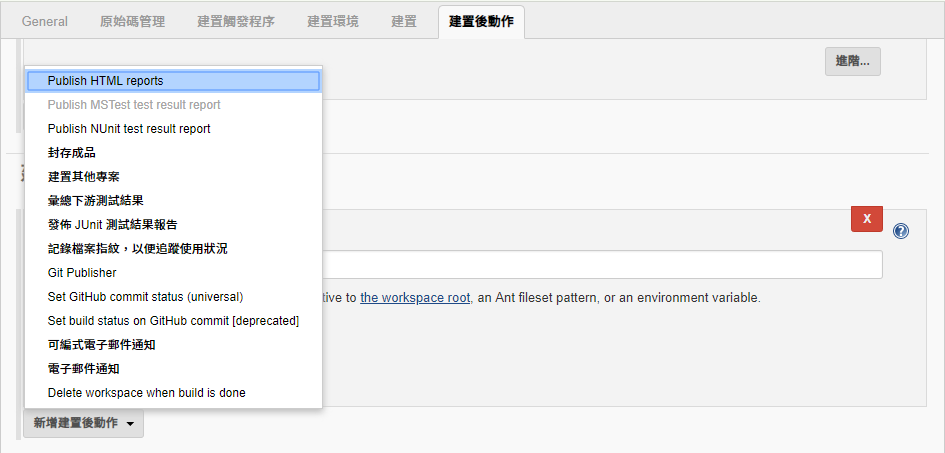 General 原始碼管理 建置觸發程序 建置環境 建置 建置後動作
進階...
Publish HTML reports
Publish MSTest test result report
Publish NUnit test result report
封存成品
建置其他專案
彙總下游測試結果
發佈 JUnit 測試結果報告
X
記錄檔案指紋，以便追蹤使用狀況
Git Publisher
Set GitHub commit status (universal)
tive to the workspace root, an Ant fileset pattern, or an environment variable.
Set build status on GitHub commit [deprecated]
可編式電子郵件通知
電子郵件通知
Delete workspace when build is done
新增建置後動作